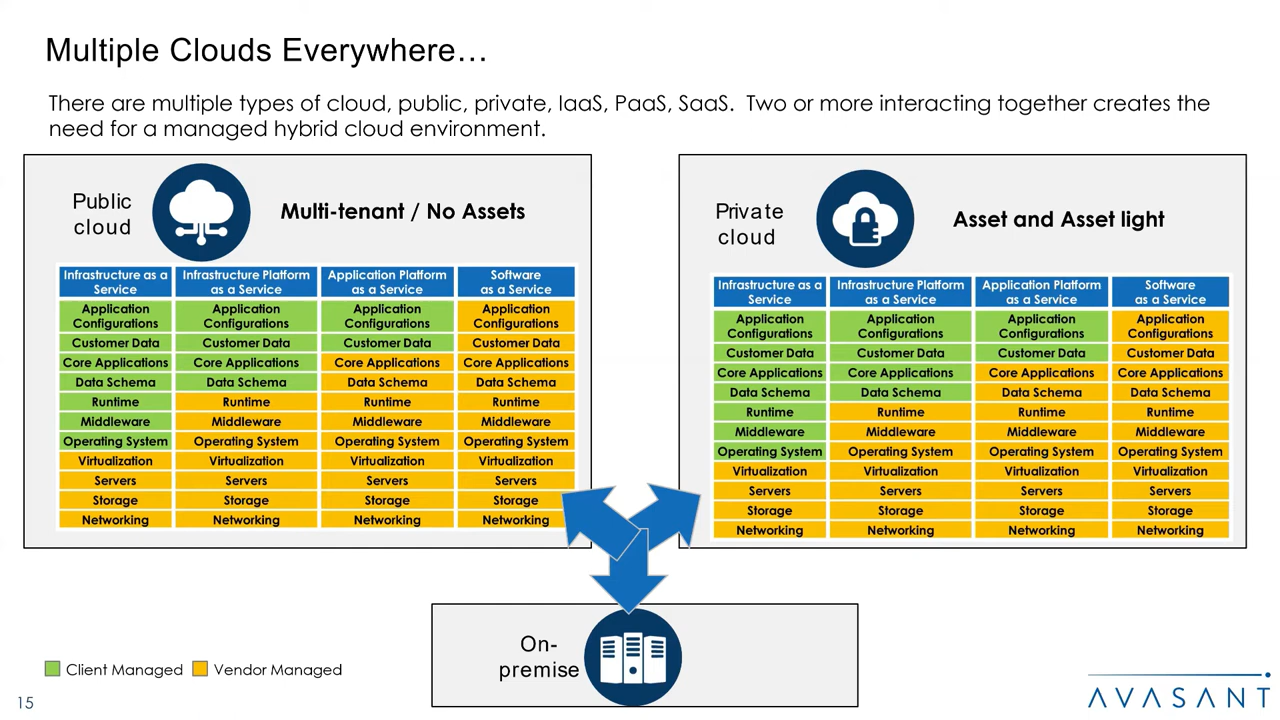 Multiple Clouds Everywhere…
There are multiple types of cloud, public, private, IaaS, PaaS, SaaS. Two or more interacting together creates the
need for a managed hybrid cloud environment.
Public
cloud
Multi-tenant / No Assets
Infrastructure as a
Service
Infrastructure Platform
as a Service
Application Platform
as a Service
Software
as a Service
Application
Configurations
Application
Configurations
Application
Configurations
Application
Configurations
Customer Data
Customer Data
Customer Data
Customer Data
Core Applications
Core Applications
Core Applications
Core Applications
Data Schema
Data Schema
Data Schema
Data Schema
Runtime
Runtime
Runtime
Runtime
Middleware
Middleware
Middleware
Middleware
Operating System
Operating System
Operating System
Operating System
Virtualization
Virtualization
Virtualization
Virtualization
Servers
Servers
Servers
Servers
Storage
Storage
Storage
Storage
Networking
Networking
Networking
Networking
Private
cloud
Asset and Asset light
Infrastructure as a
Service
Infrastructure Platform
as a Service
Application Platform
as a Service
Software
as a Service
Application
Configurations
Application
Configurations
Application
Configurations
Application
Configurations
Customer Data
Customer Data
Customer Data
Customer Data
Core Applications
Core Applications
Core Applications
Core Applications
Data Schema
Data Schema
Data Schema
Data Schema
Runtime
Runtime
Runtime
Runtime
Middleware
Middleware
Middleware
Middleware
Operating System
Operating System
Operating System
Operating System
Virtualization
Virtualization
Virtualization
Virtualization
Servers
Servers
Servers
Servers
Storage
Storage
Storage
Storage
Networking
Networking
Networking
Networking
On-
premise
Client Managed
Vendor Managed
15
AVASANT